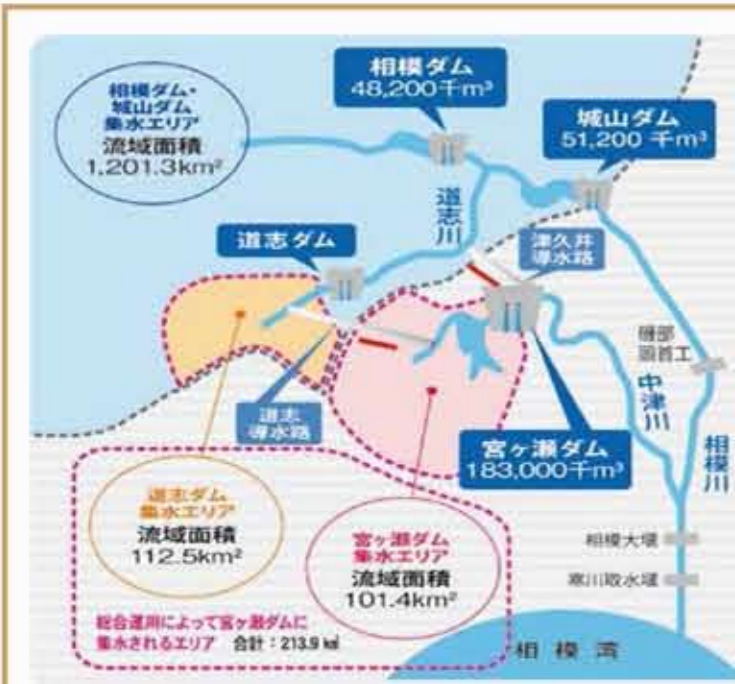 相模ダム・
城山ダム
集水エリア
流域面積
1,201.3km²
相模ダム
48,200千m³
城山ダム
51,200千m³
道志川
道志ダム
津久井
導水路
磯部
頭首工
中津川
相模川
道志
導水路
宮ヶ瀬ダム
183,000千m³
道志ダム
集水エリア
流域面積
112.5km²
宮ヶ瀬ダム
集水エリア
流域面積
101.4km²
相模大堰
寒川取水堰
総合運用によって宮ヶ瀬ダムに
集水されるエリア 合計:213.9㎢
相模湾